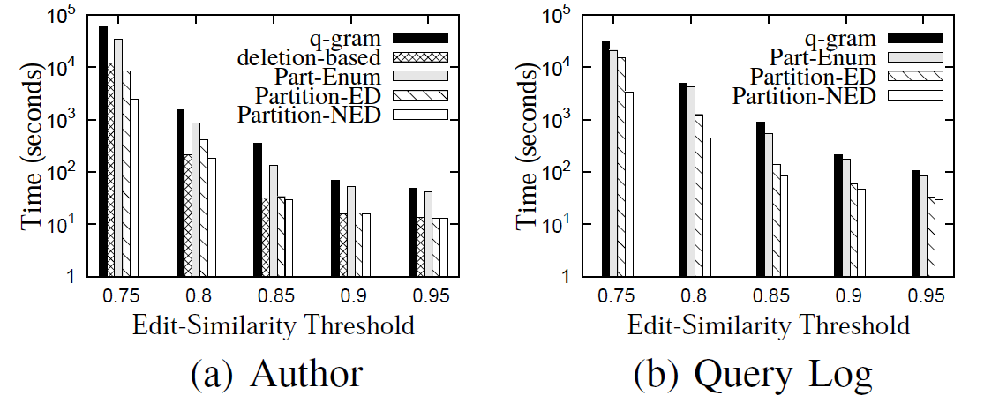 Time (seconds)
10^5
10^4
10^3
10^2
10^1
1
q-gram
deletion-based
Part-Enum
Partition-ED
Partition-NED
0.75 0.8 0.85 0.9 0.95
Edit-Similarity Threshold
(a) Author
Time (seconds)
10^5
10^4
10^3
10^2
10^1
1
q-gram
Part-Enum
Partition-ED
Partition-NED
0.75 0.8 0.85 0.9 0.95
Edit-Similarity Threshold
(b) Query Log